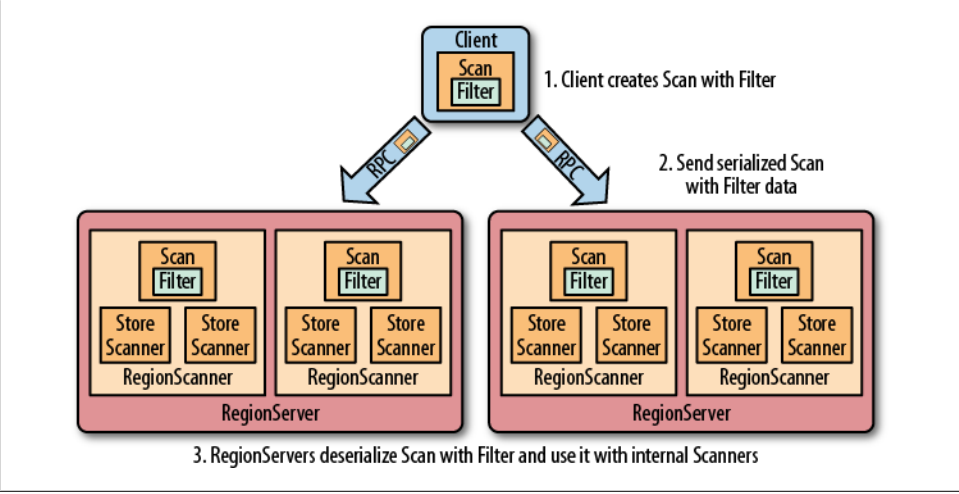 Client
Scan
Filter
1. Client creates Scan with Filter
RPC
RPC
2. Send serialized Scan
with Filter data
Scan
Filter
Store
Scanner
Store
Scanner
RegionScanner
Scan
Filter
Store
Scanner
Store
Scanner
RegionScanner
RegionServer
Scan
Filter
Store
Scanner
Store
Scanner
RegionScanner
Scan
Filter
Store
Scanner
Store
Scanner
RegionScanner
RegionServer
3. RegionServers deserialize Scan with Filter and use it with internal Scanners